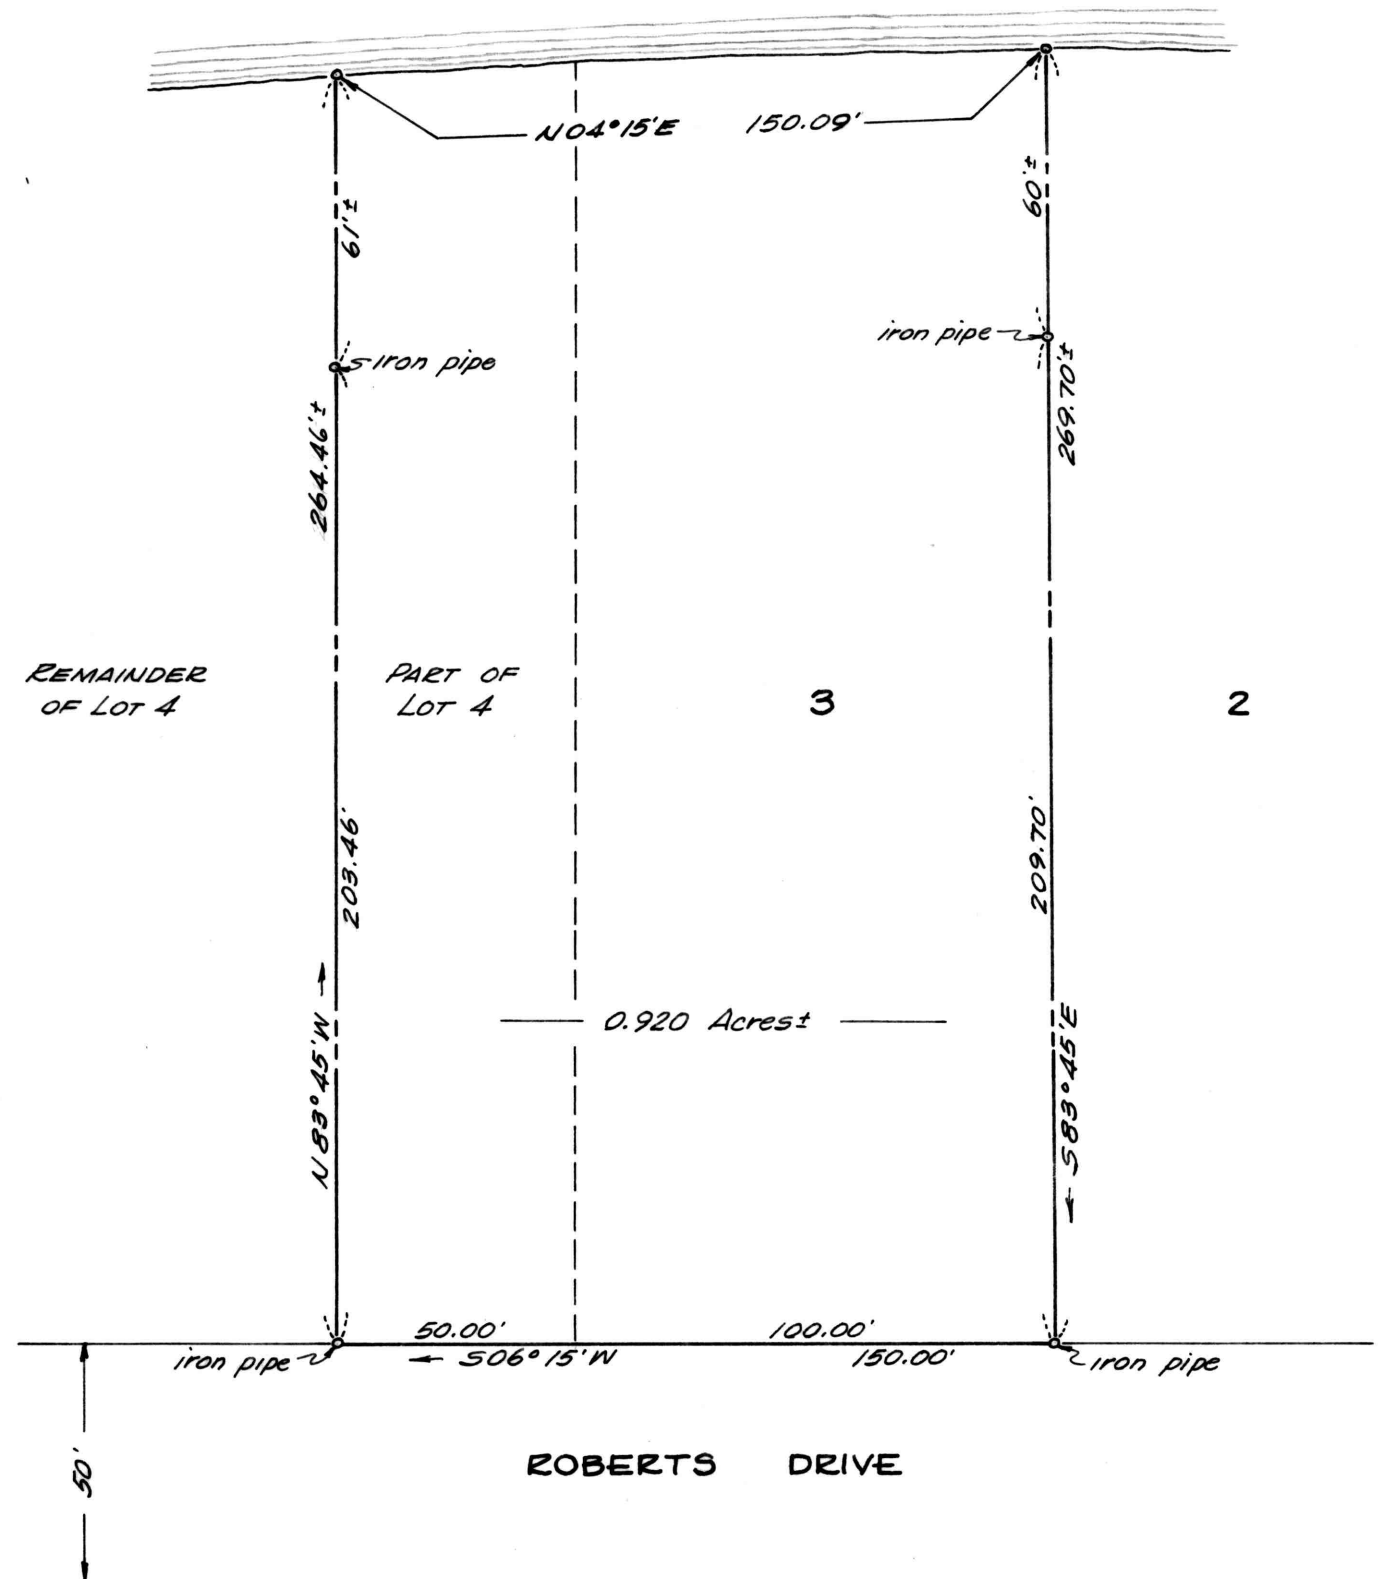 N04°15'E 150.09'
61'±
60'±
iron pipe
iron pipe
264.46'±
269.70'±
REMAINDER
OF LOT 4
PART OF
LOT 4
3
2
203.46'
209.70'
0.920 Acres±
N83°45'W
S83°45'E
50.00' 100.00'
iron pipe
S06°15'W 150.00'
iron pipe
50'
ROBERTS DRIVE